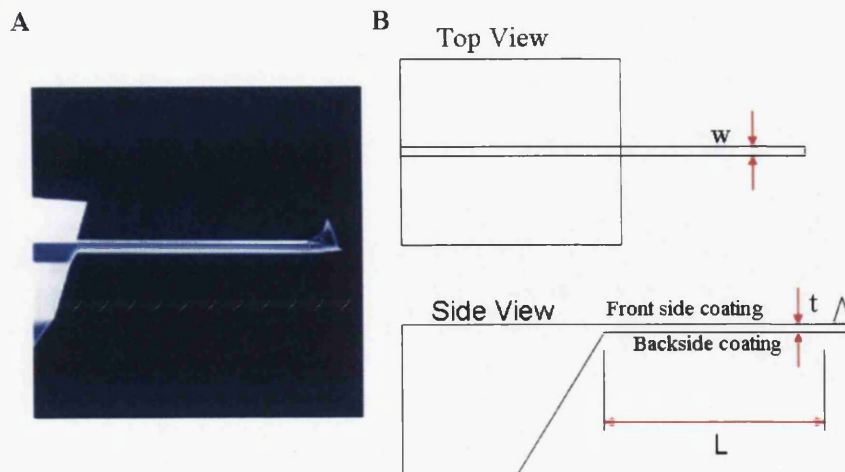 A
B
Top View
w
Side View
Front side coating
t
Backside coating
L